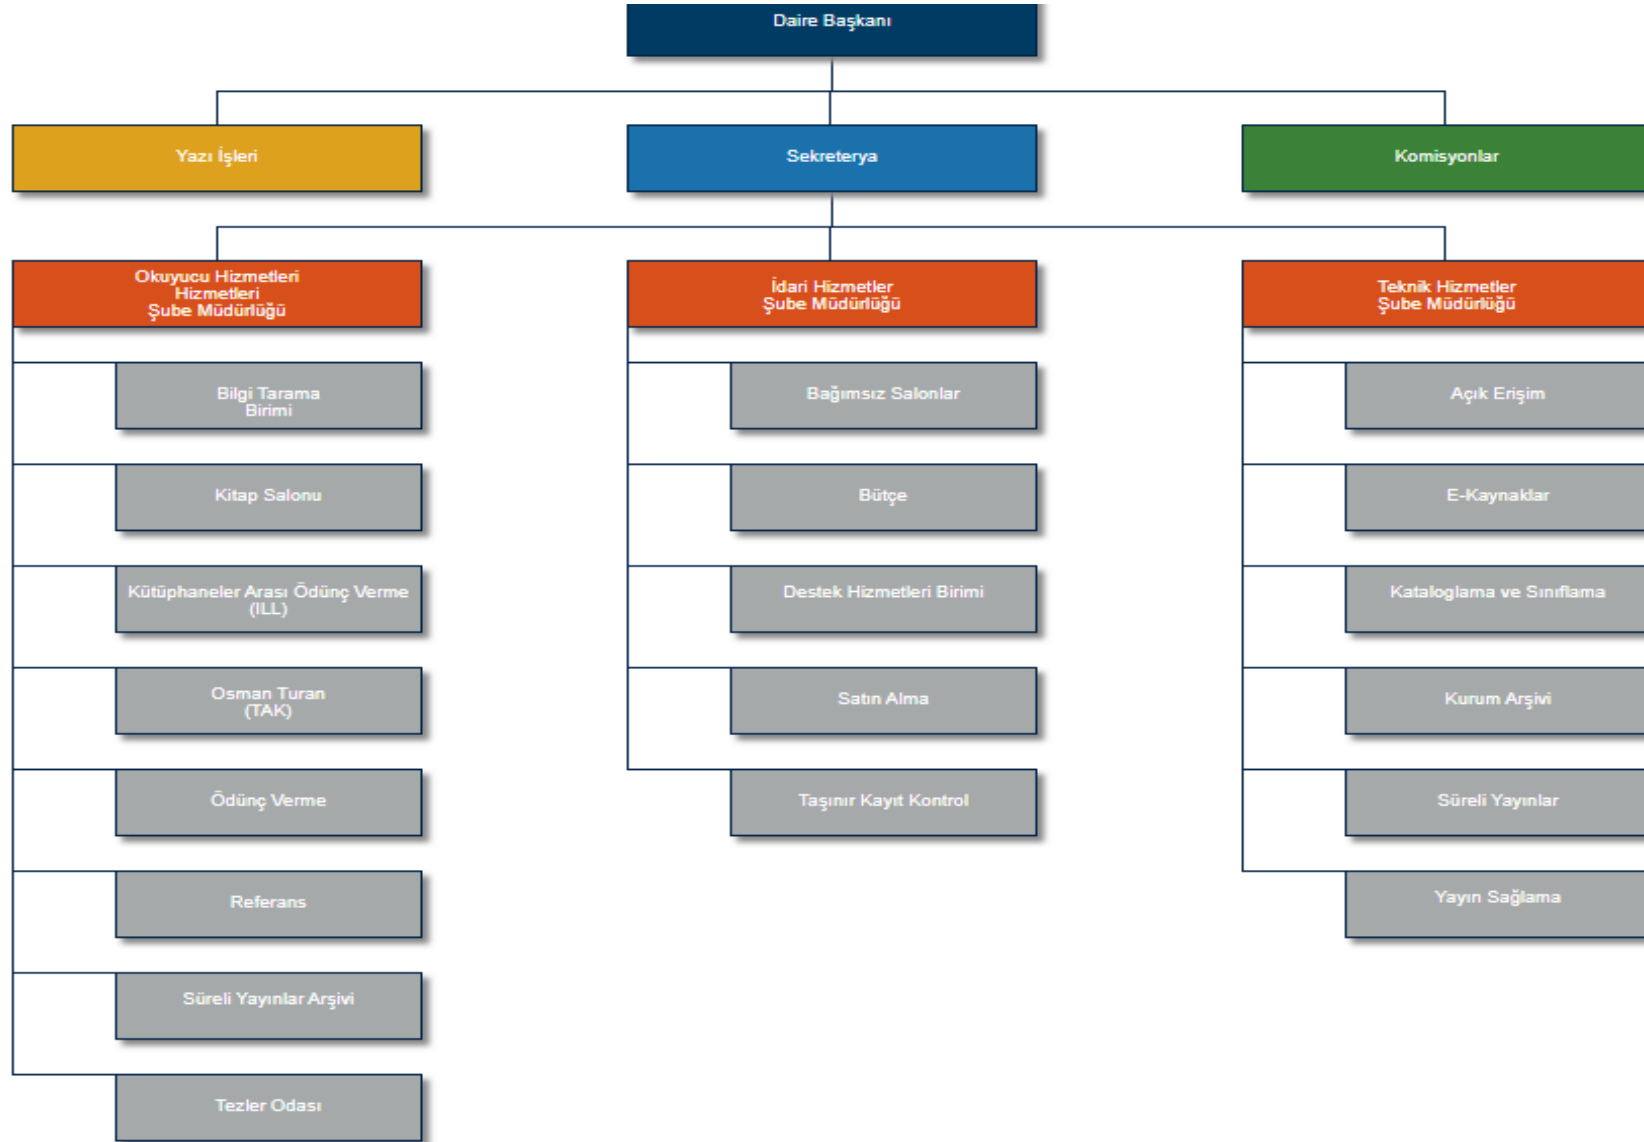 Daire Başkanı
Yazı İşleri
Sekreterya
Komisyonlar
Okuyucu Hizmetleri
Hizmetleri
Şube Müdürlüğü
İdari Hizmetler
Şube Müdürlüğü
Teknik Hizmetler
Şube Müdürlüğü
Bilgi Tarama
Birimi
Kitap Salonu
Kütüphaneler Arası Ödünç Verme
(ILL)
Osman Turan
(TAK)
Ödünç Verme
Referans
Süreli Yayınlar Arşivi
Tezler Odası
Bağımsız Salonlar
Bütçe
Destek Hizmetleri Birimi
Satın Alma
Taşınır Kayıt Kontrol
Açık Erişim
E-Kaynaklar
Kataloglama ve Sınıflama
Kurum Arşivi
Süreli Yayınlar
Yayın Sağlama